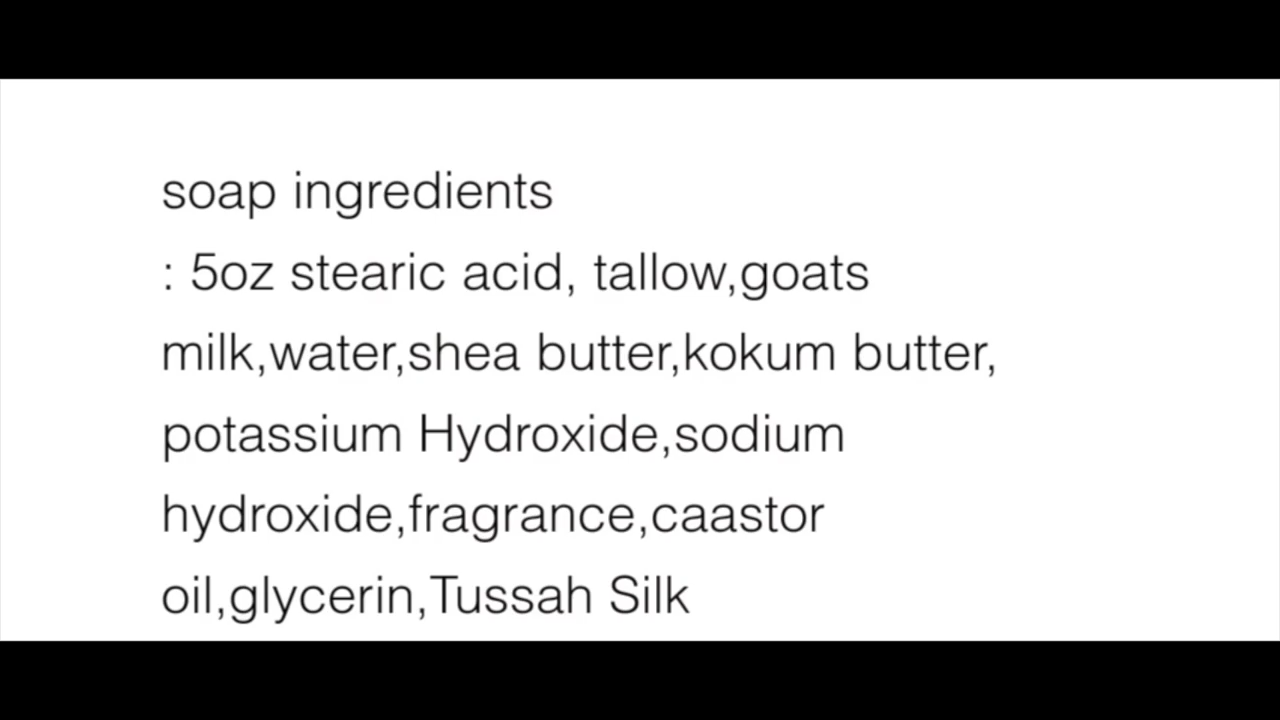 soap ingredients
: 5oz stearic acid, tallow,goats
milk,water,shea butter,kokum butter,
potassium Hydroxide,sodium
hydroxide,fragrance,caastor
oil,glycerin,Tussah Silk